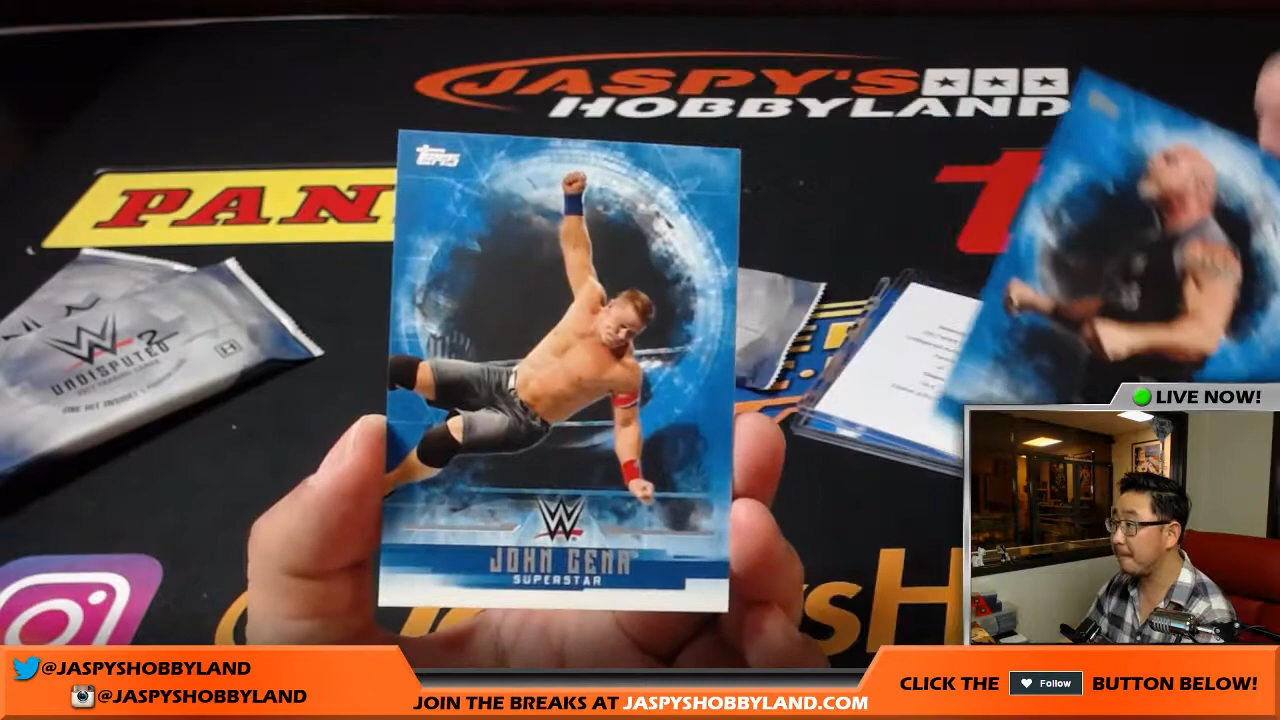 JASPY'S
HOBBYLAND
PAN
Topps
W
UNDISPUTED
W
JOHN CENA
SUPERSTAR
LIVE NOW!
@JASPYSHOBBYLAND
@JASPYSHOBBYLAND
JOIN THE BREAKS AT JASPYSHOBBYLAND.COM
CLICK THE Follow BUTTON BELOW!